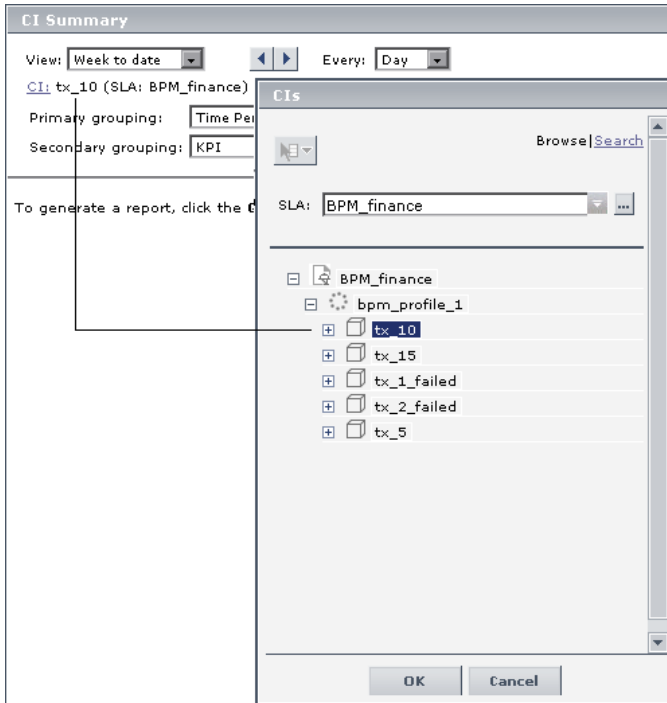 CI Summary
View: Week to date Every: Day
CI: tx_10 (SLA: BPM_finance)
Primary grouping: Time Pe
Secondary grouping: KPI
To generate a report, click the
CIs
Browse|Search
SLA: BPM_finance ...
BPM_finance
bpm_profile_1
tx_10
tx_15
tx_1_failed
tx_2_failed
tx_5
OK Cancel